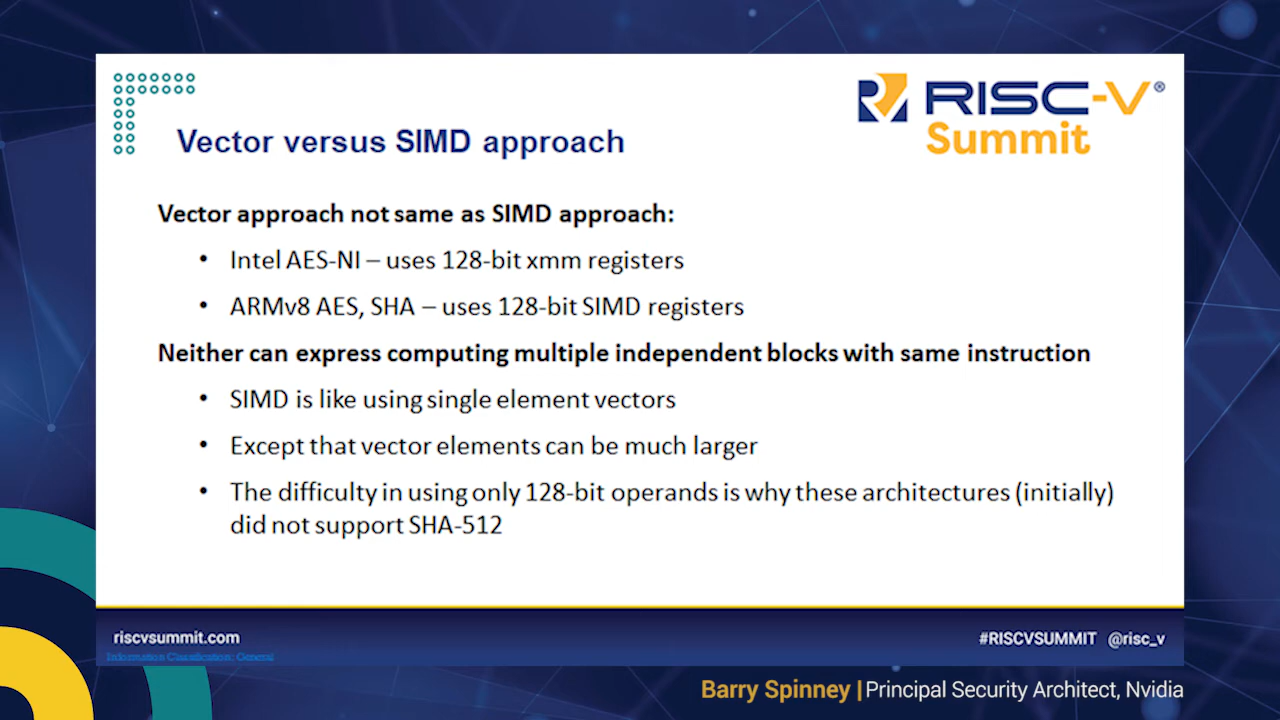 RISC-V®
Summit
Vector versus SIMD approach
Vector approach not same as SIMD approach:
• Intel AES-NI – uses 128-bit xmm registers
• ARMv8 AES, SHA – uses 128-bit SIMD registers
Neither can express computing multiple independent blocks with same instruction
• SIMD is like using single element vectors
• Except that vector elements can be much larger
• The difficulty in using only 128-bit operands is why these architectures (initially)
did not support SHA-512
riscvsummit.com
#RISCVSUMMIT @risc_v
Information Classification: General
Barry Spinney | Principal Security Architect, Nvidia